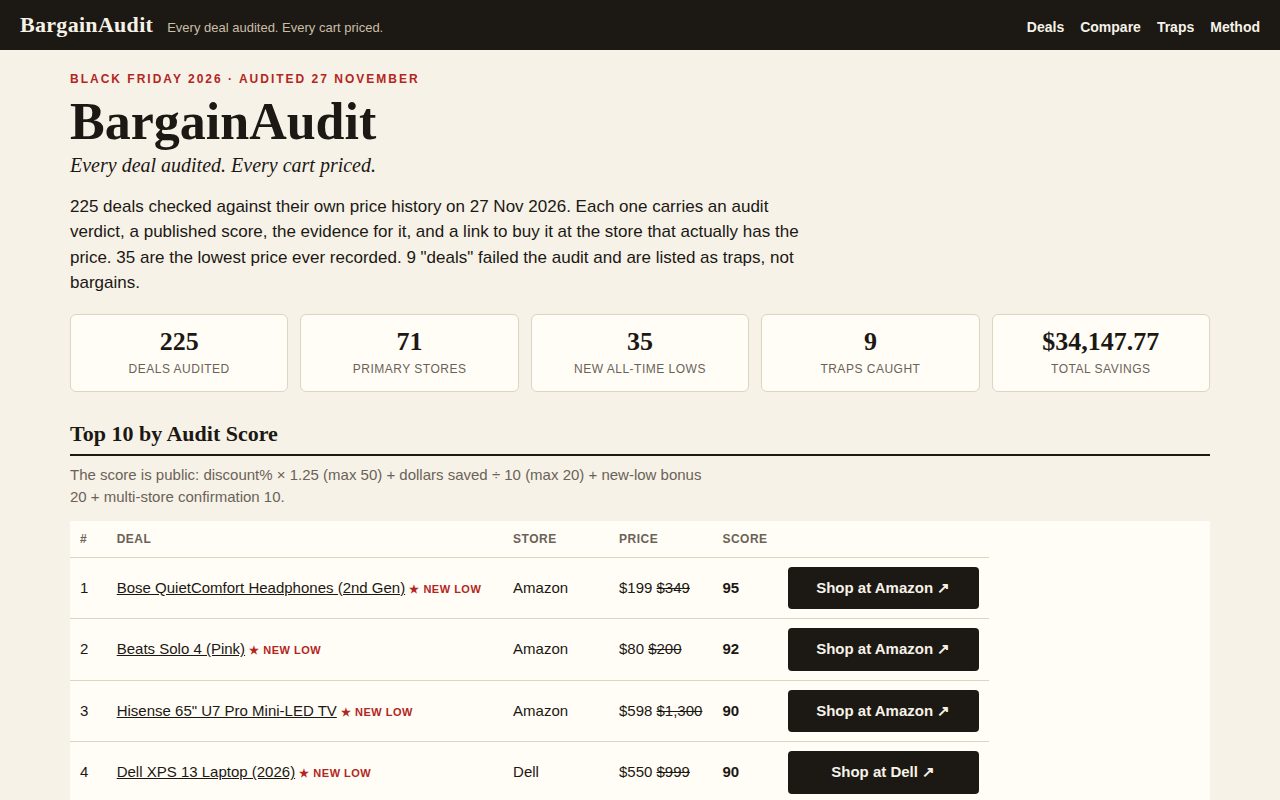 BargainAudit Every deal audited. Every cart priced. Deals Compare Traps Method
BLACK FRIDAY 2026 · AUDITED 27 NOVEMBER
BargainAudit
Every deal audited. Every cart priced.
225 deals checked against their own price history on 27 Nov 2026. Each one carries an audit
verdict, a published score, the evidence for it, and a link to buy it at the store that actually has the
price. 35 are the lowest price ever recorded. 9 "deals" failed the audit and are listed as traps, not
bargains.
225 71 35 9 $34,147.77
DEALS AUDITED PRIMARY STORES NEW ALL-TIME LOWS TRAPS CAUGHT TOTAL SAVINGS
Top 10 by Audit Score
The score is public: discount% × 1.25 (max 50) + dollars saved ÷ 10 (max 20) + new-low bonus
20 + multi-store confirmation 10.
# DEAL STORE PRICE SCORE
1 Bose QuietComfort Headphones (2nd Gen) ★ NEW LOW Amazon $199 $349 95 Shop at Amazon ↗
2 Beats Solo 4 (Pink) ★ NEW LOW Amazon $80 $200 92 Shop at Amazon ↗
3 Hisense 65" U7 Pro Mini-LED TV ★ NEW LOW Amazon $598 $1,300 90 Shop at Amazon ↗
4 Dell XPS 13 Laptop (2026) ★ NEW LOW Dell $550 $999 90 Shop at Dell ↗